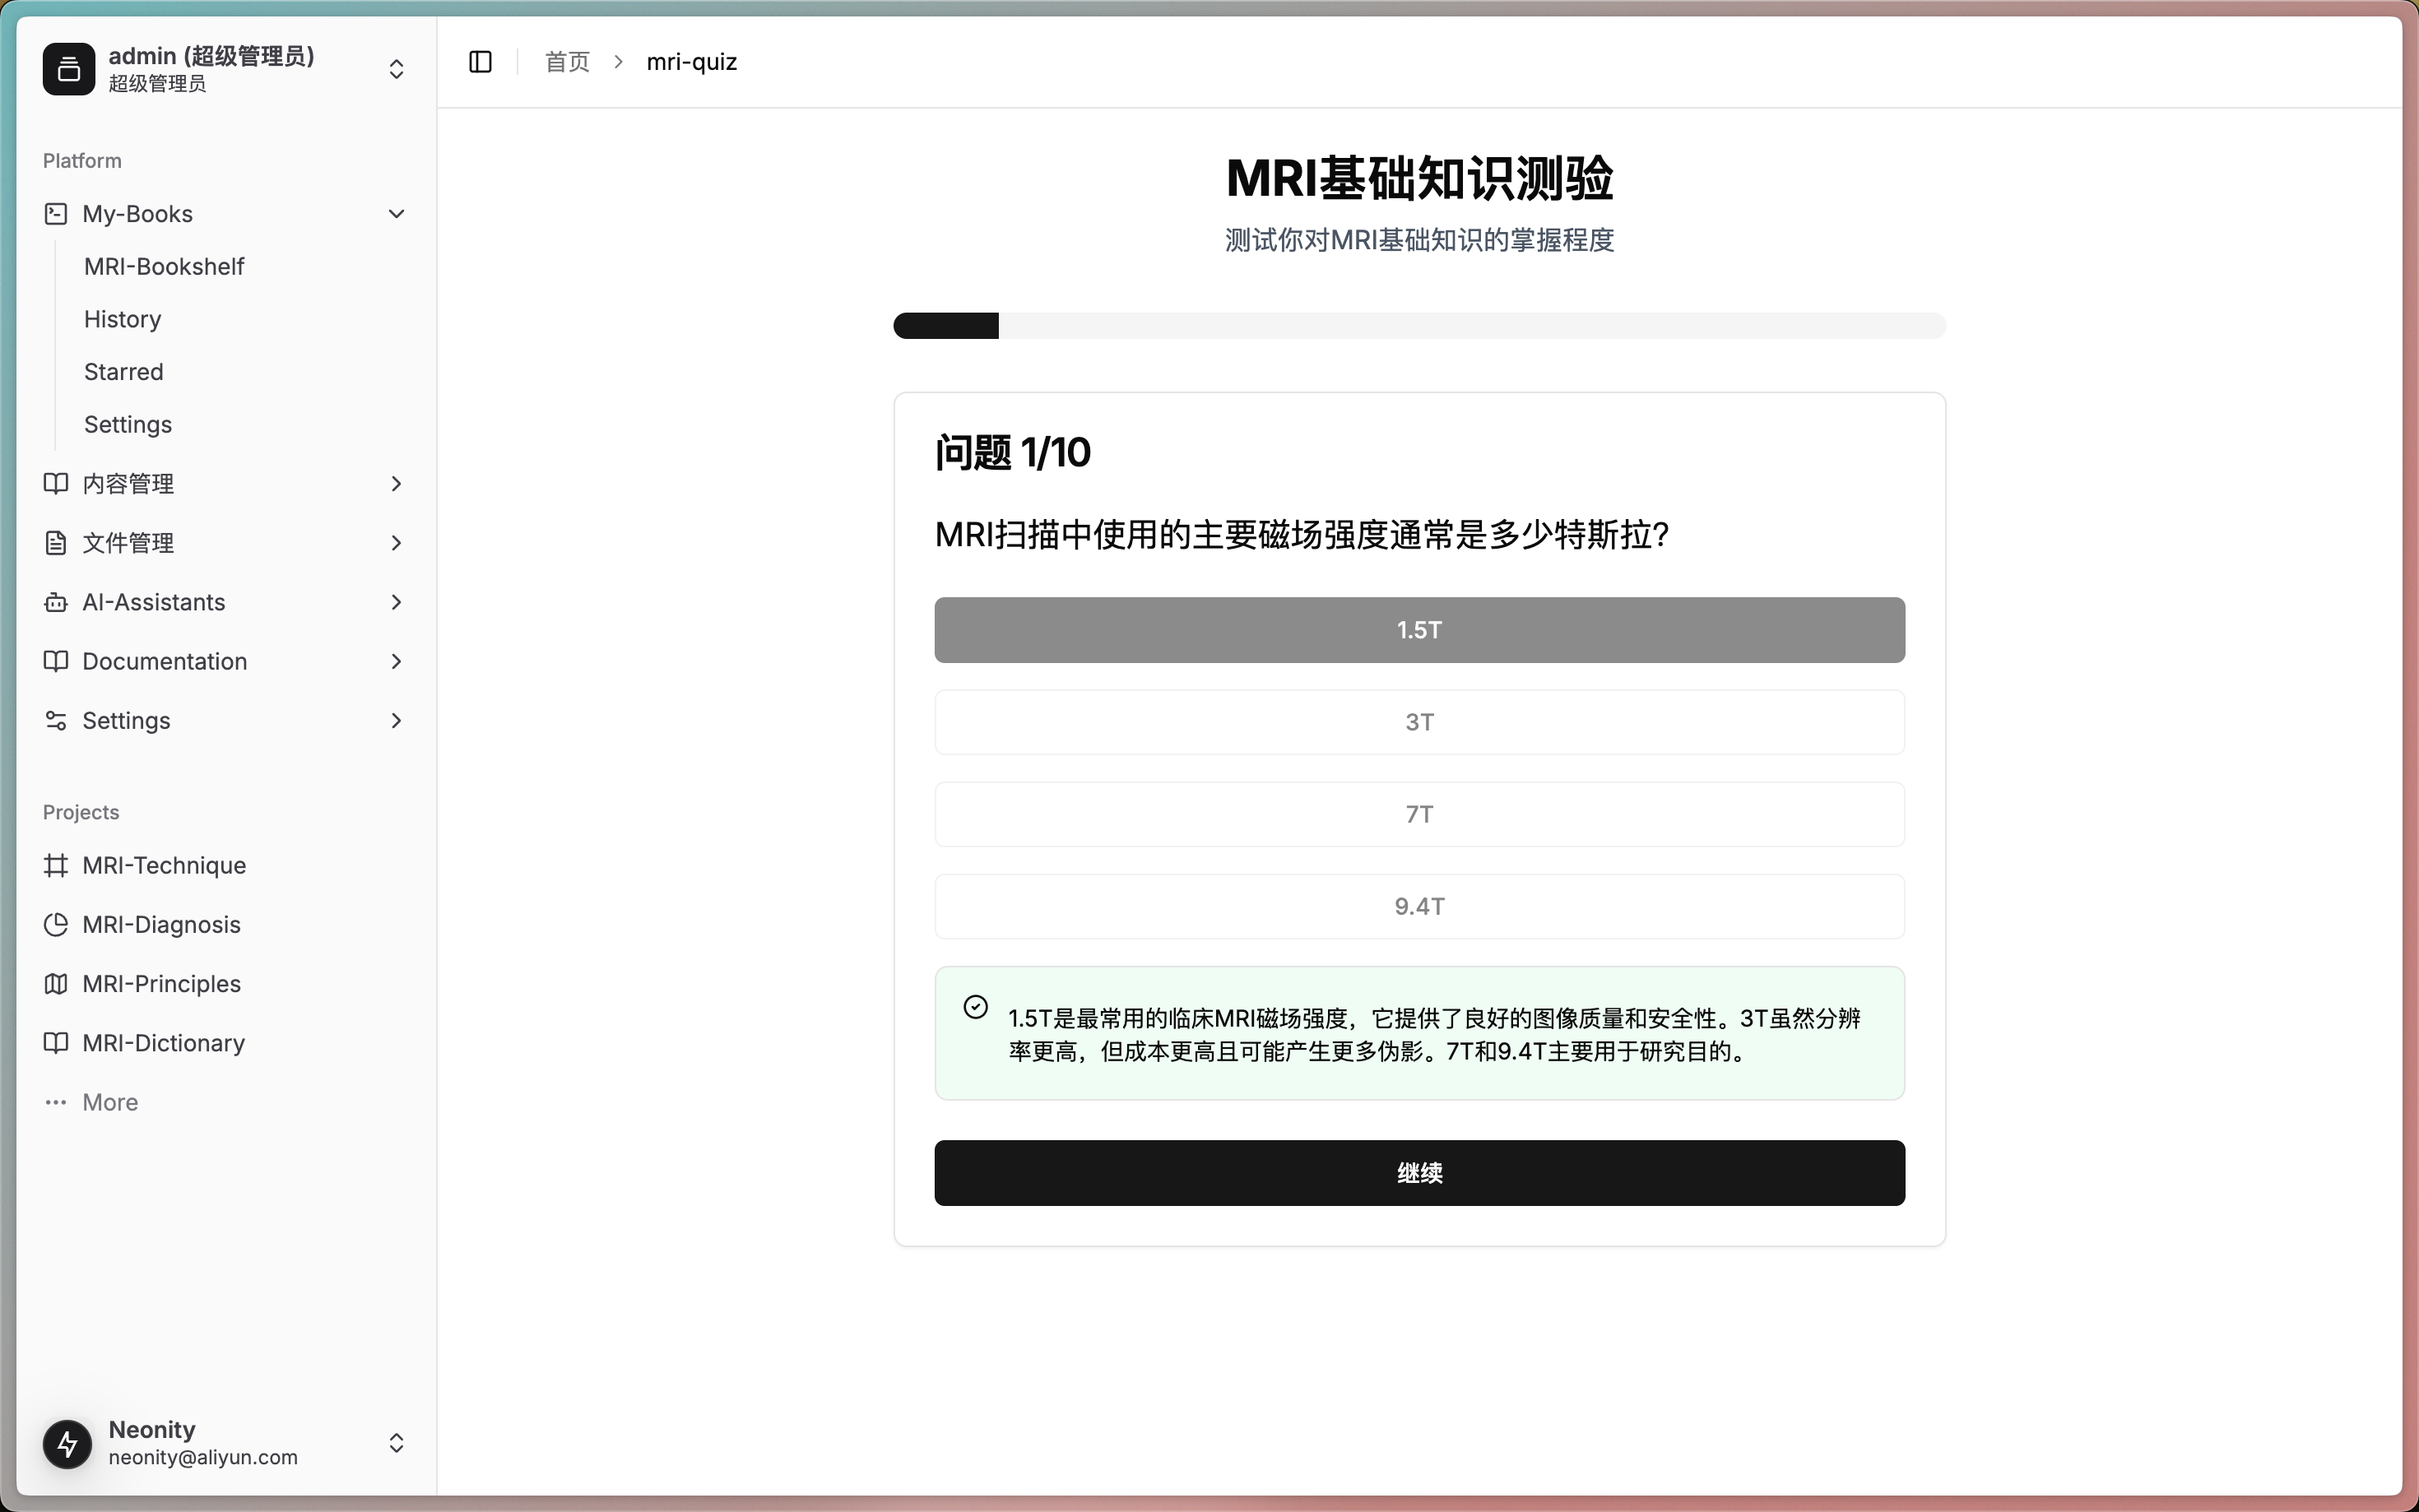 admin (超级管理员)
超级管理员
Platform
My-Books
MRI-Bookshelf
History
Starred
Settings
内容管理
文件管理
AI-Assistants
Documentation
Settings
Projects
MRI-Technique
MRI-Diagnosis
MRI-Principles
MRI-Dictionary
More
Neonity
neonity@aliyun.com
首页
mri-quiz
MRI基础知识测验
测试你对MRI基础知识的掌握程度
问题 1/10
MRI扫描中使用的主要磁场强度通常是多少特斯拉?
1.5T
3T
7T
9.4T
1.5T是最常用的临床MRI磁场强度，它提供了良好的图像质量和安全性。3T虽然分辨
率更高，但成本更高且可能产生更多伪影。7T和9.4T主要用于研究目的。
继续